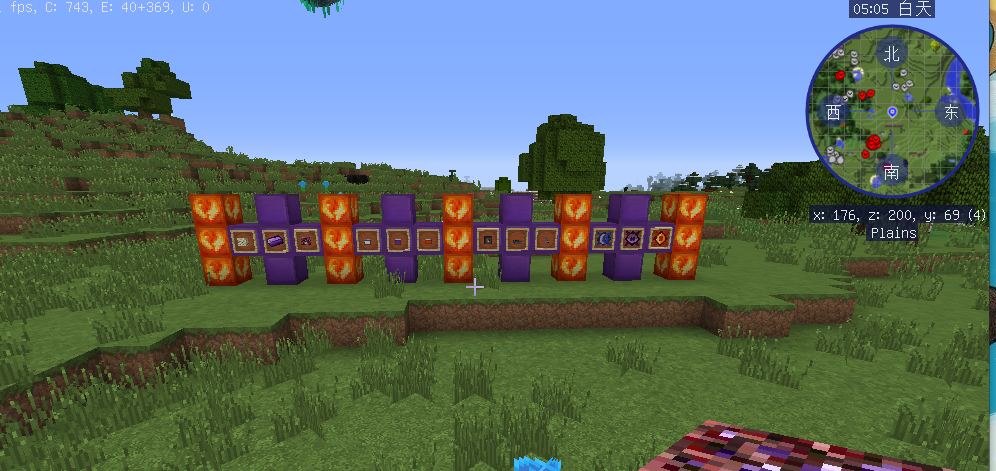 fps, C: 743, E: 40+369, U: 0
05:05 白天
北
西
东
南
x: 176, z: 200, y: 69 (4)
Plains